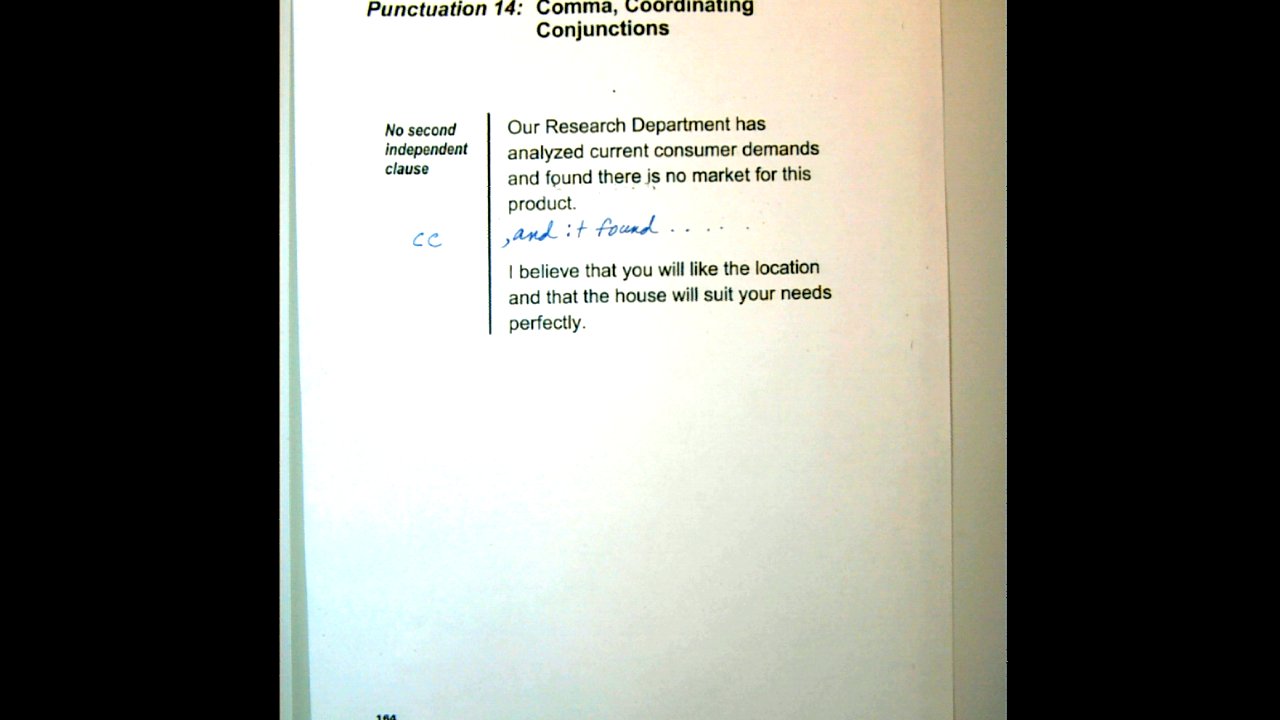 Punctuation 14: Comma, Coordinating
Conjunctions
No second
independent
clause
Our Research Department has
analyzed current consumer demands
and found there is no market for this
product.
cc
,and it found . . . . .
I believe that you will like the location
and that the house will suit your needs
perfectly.
164